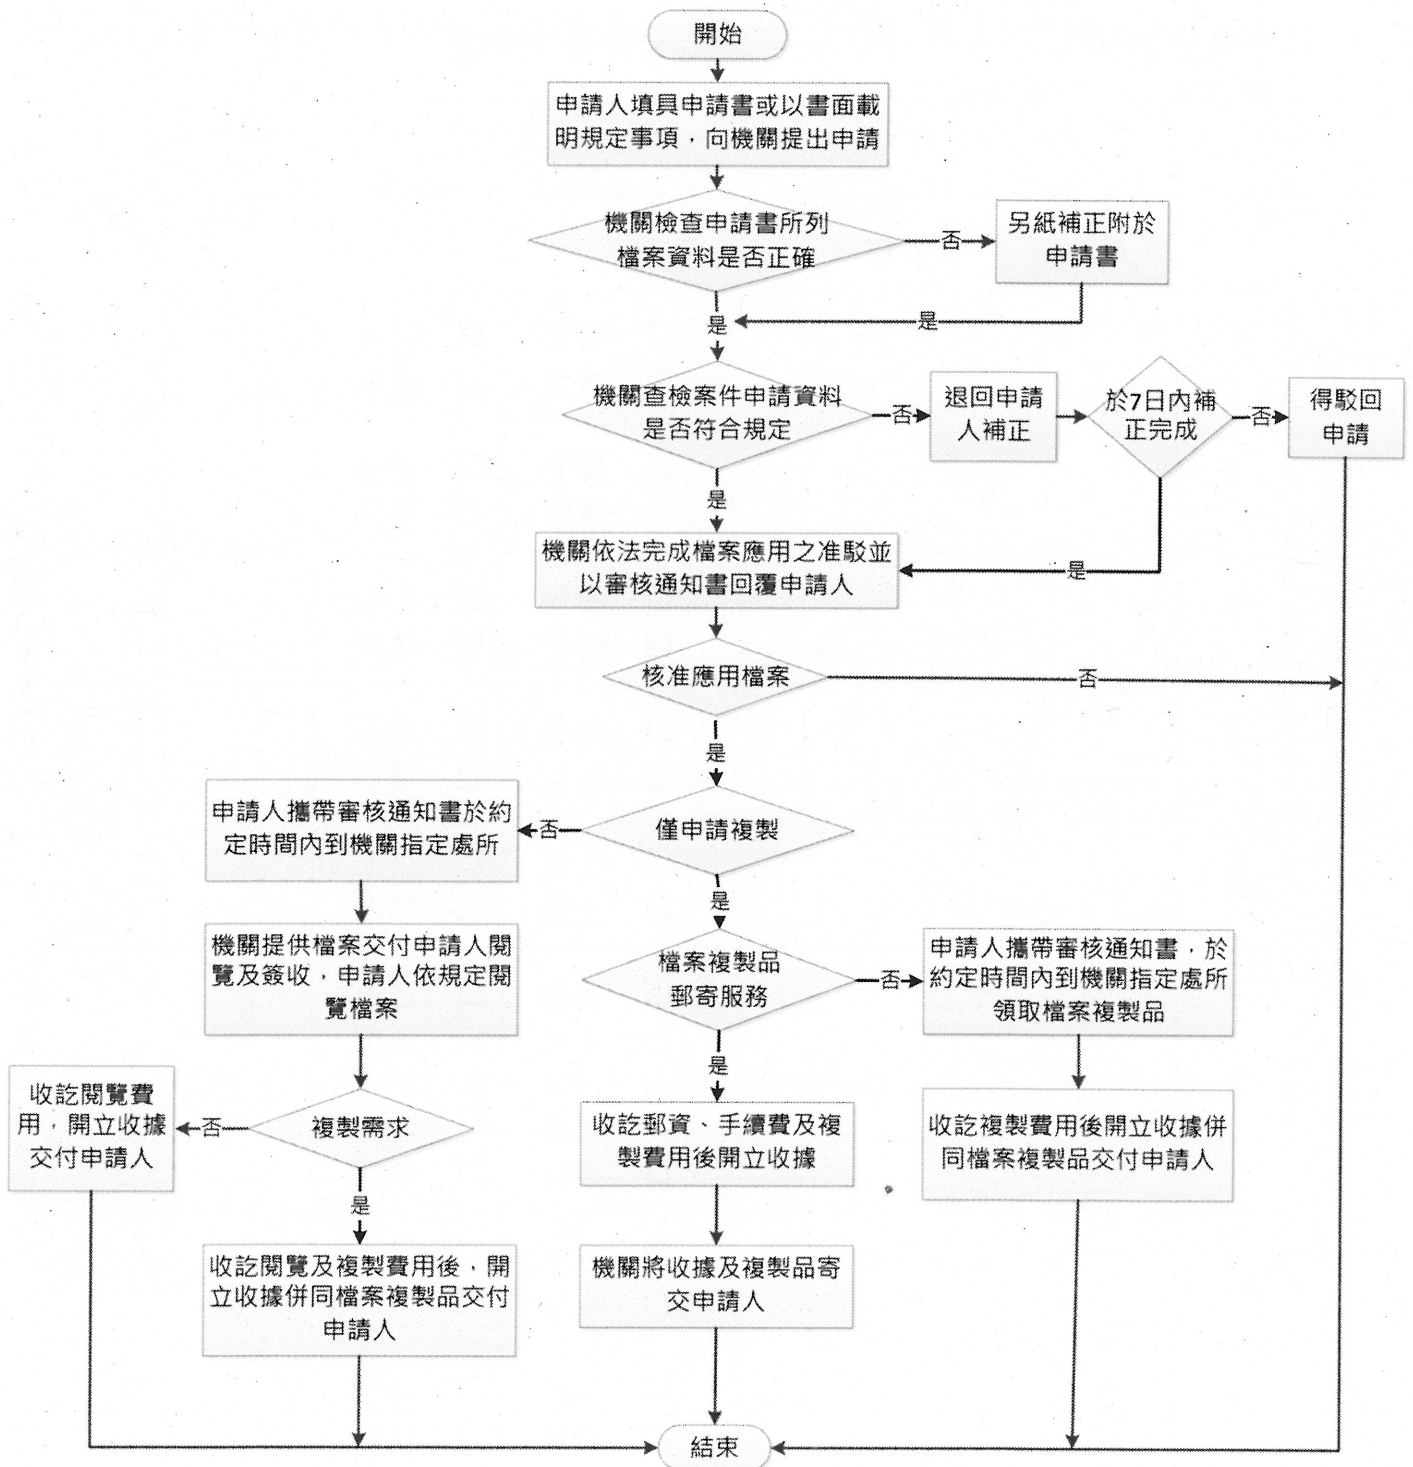 開始
申請人填具申請書或以書面載
明規定事項，向機關提出申請
機關檢查申請書所列
檔案資料是否正確
否
另紙補正附於
申請書
是
是
機關查檢案件申請資料
是否符合規定
否
退回申請
人補正
於7日內補
正完成
否
得駁回
申請
是
機關依法完成檔案應用之准駁並
以審核通知書回覆申請人
是
核准應用檔案
否
是
僅申請複製
否
申請人攜帶審核通知書於約
定時間內到機關指定處所
是
機關提供檔案交付申請人閱
覽及簽收，申請人依規定閱
覽檔案
檔案複製品
郵寄服務
否
申請人攜帶審核通知書，於
約定時間內到機關指定處所
領取檔案複製品
是
收訖閱覽費
用，開立收據
交付申請人
否
複製需求
收訖郵資、手續費及複
製費用後開立收據
收訖複製費用後開立收據併
同檔案複製品交付申請人
是
收訖閱覽及複製費用後，開
立收據併同檔案複製品交付
申請人
機關將收據及複製品寄
交申請人
結束